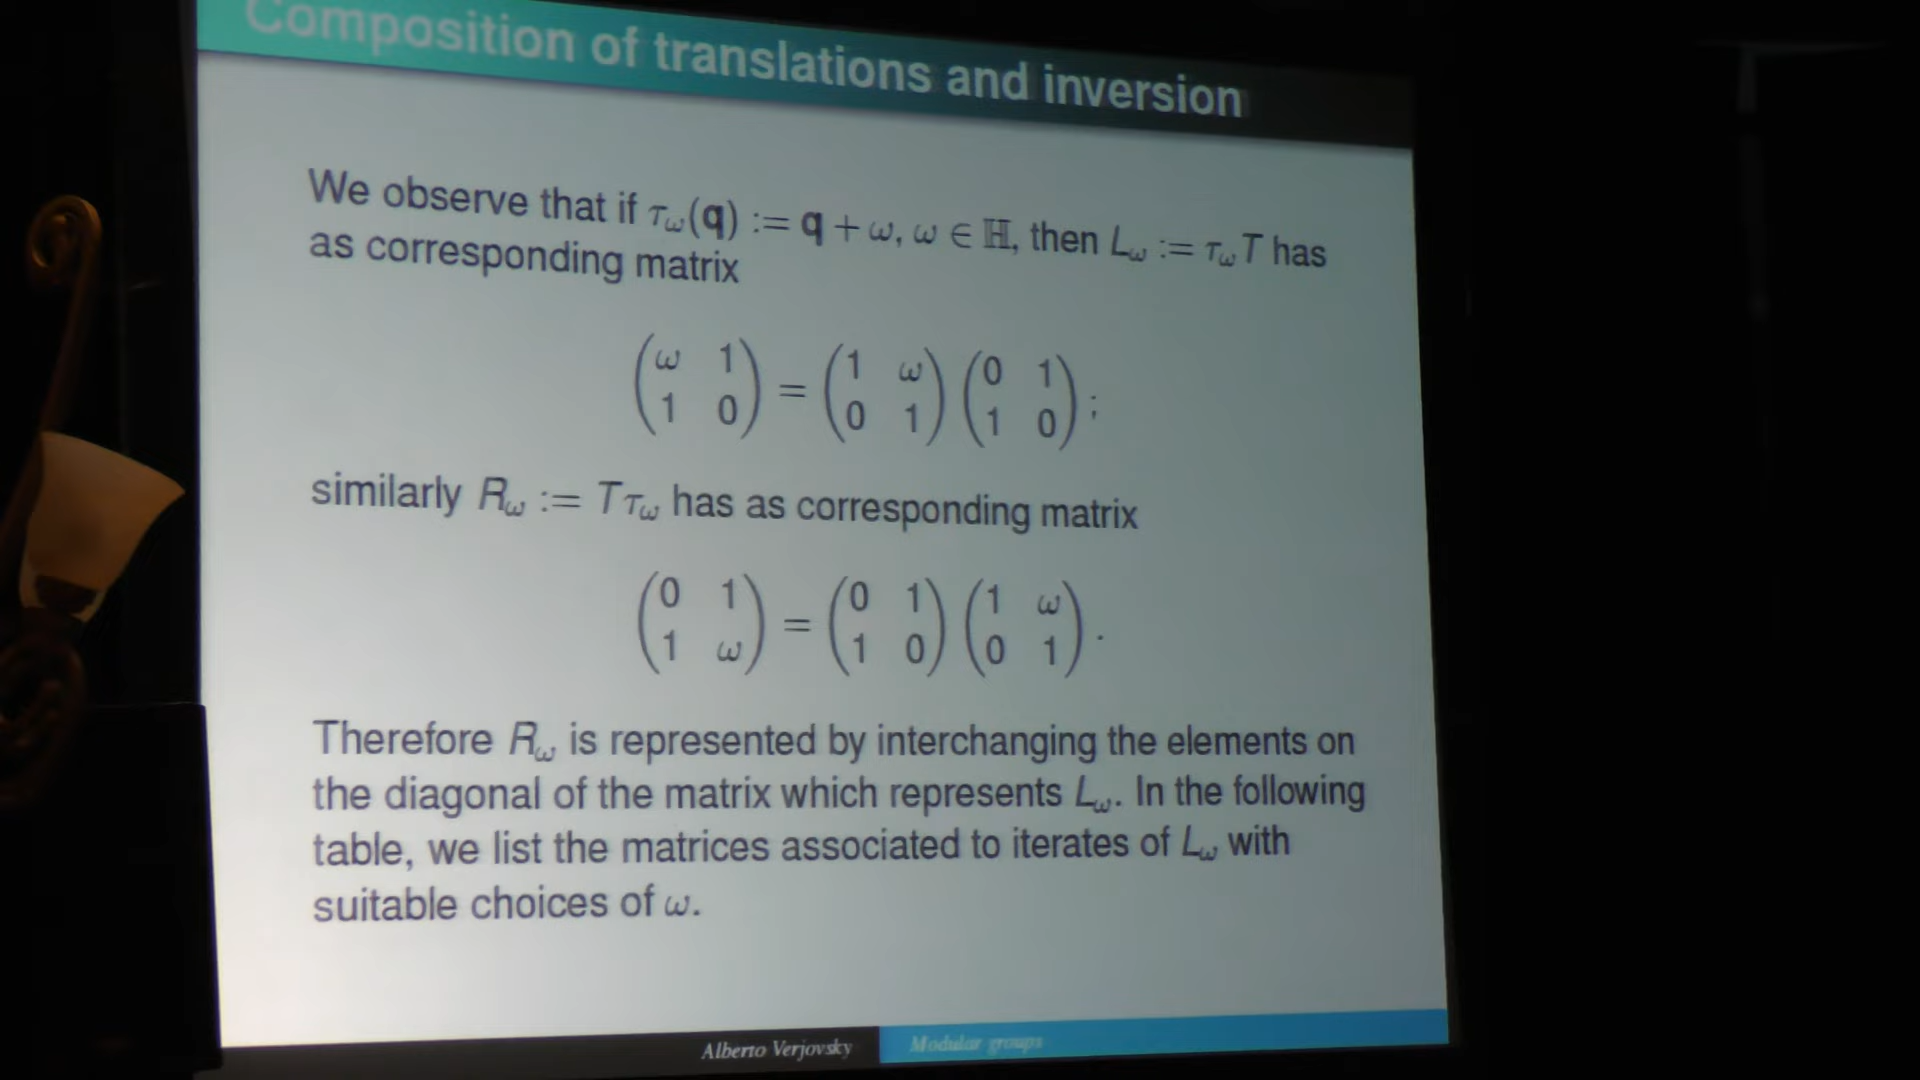 Composition of translations and inversion
We observe that if τ_ω(q) := q + ω, ω ∈ ℍ, then L_ω := τ_ω T has
as corresponding matrix
(ω 1; 1 0) = (1 ω; 0 1) (0 1; 1 0);
similarly R_ω := Tτ_ω has as corresponding matrix
(0 1; 1 ω) = (0 1; 1 0) (1 ω; 0 1).
Therefore R_ω is represented by interchanging the elements on
the diagonal of the matrix which represents L_ω. In the following
table, we list the matrices associated to iterates of L_ω with
suitable choices of ω.
Alberto Verjovsky Modular groups